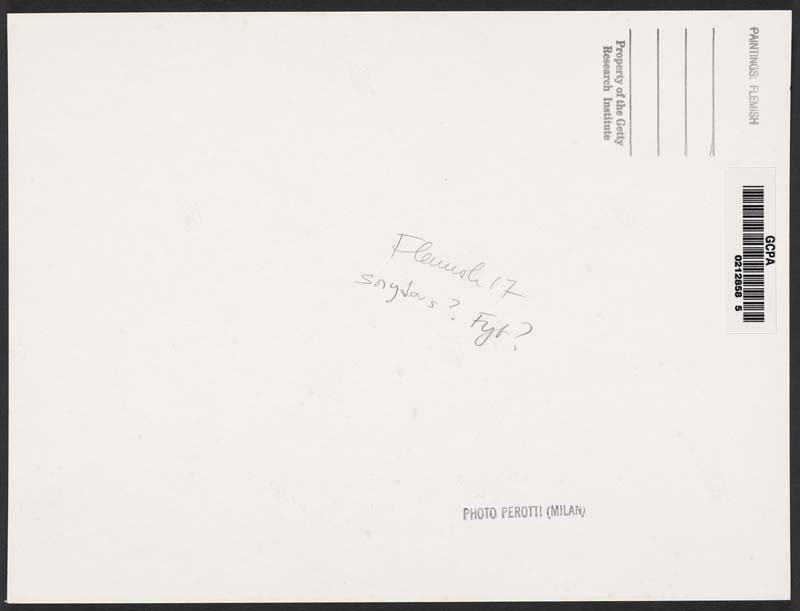 PAINTINGS: FLEMISH
Property of the Getty
Research Institute
GCPA
0212858 5
Flemish 17
Snyders? Fyt?
PHOTO PEROTTI (MILAN)